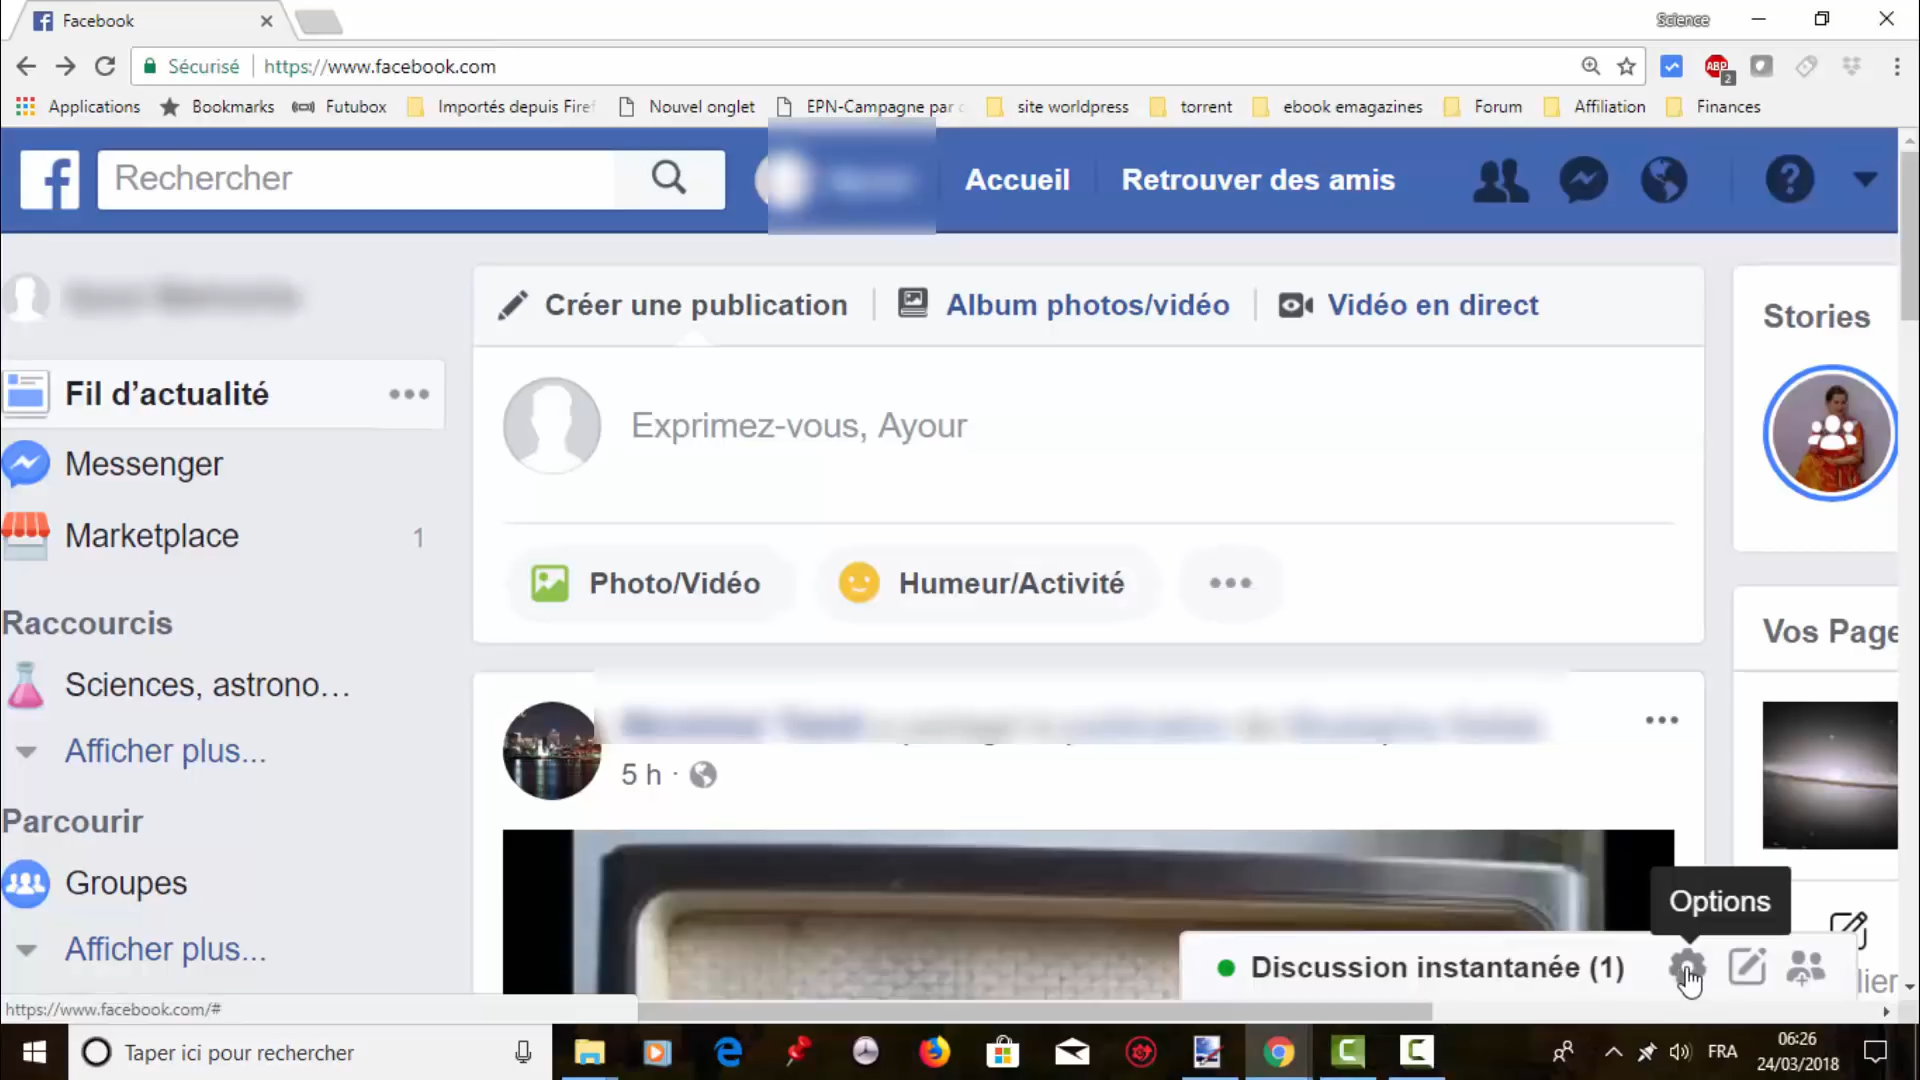 Facebook
Science
Sécurisé
https://www.facebook.com
ABP
2
Applications
Bookmarks
Futubox
Importés depuis Firef
Nouvel onglet
EPN-Campagne par
site worldpress
torrent
ebook emagazines
Forum
Affiliation
Finances
f
Rechercher
Accueil
Retrouver des amis
?
Créer une publication
Album photos/vidéo
Vidéo en direct
Stories
Fil d’actualité
Exprimez-vous, Ayour
Messenger
Marketplace
1
Photo/Vidéo
Humeur/Activité
Raccourcis
Vos Page
Sciences, astrono...
Afficher plus...
5 h ·
Parcourir
Groupes
Options
Afficher plus...
Discussion instantanée (1)
lier
https://www.facebook.com/#
Taper ici pour rechercher
FRA
06:26
24/03/2018